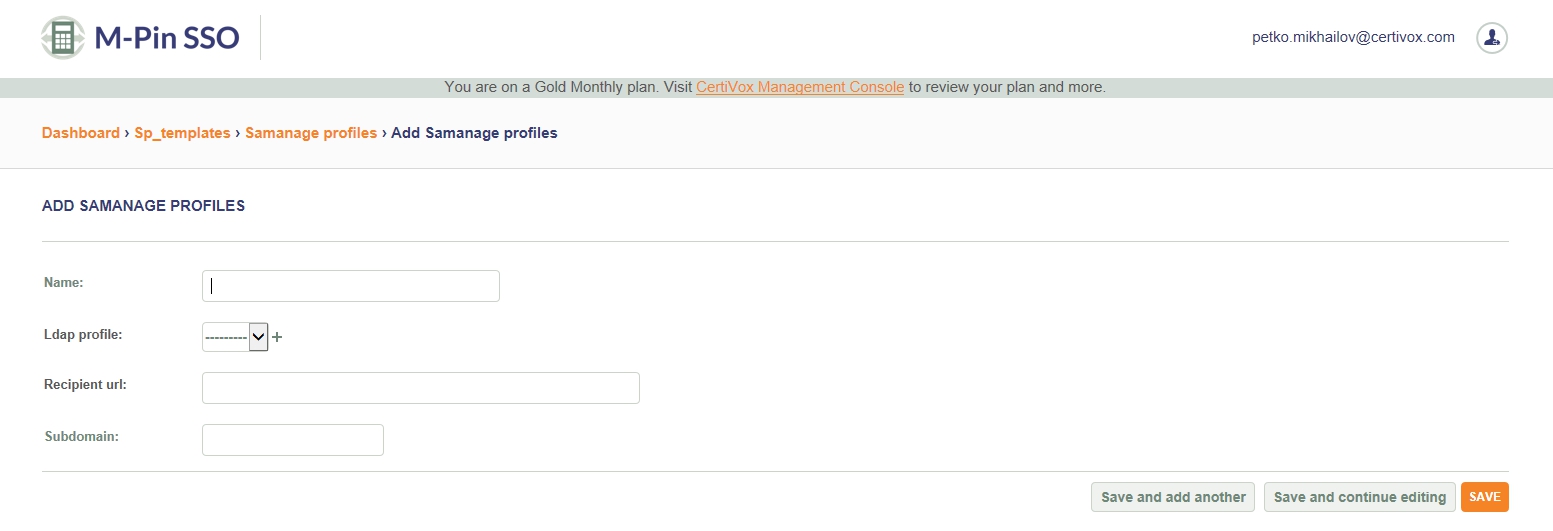 M-Pin SSO
petko.mikhailov@certivox.com
You are on a Gold Monthly plan. Visit CertiVox Management Console to review your plan and more.
Dashboard › Sp_templates › Samanage profiles › Add Samanage profiles
ADD SAMANAGE PROFILES
Name:
Ldap profile: --------- +
Recipient url:
Subdomain:
Save and add another Save and continue editing SAVE